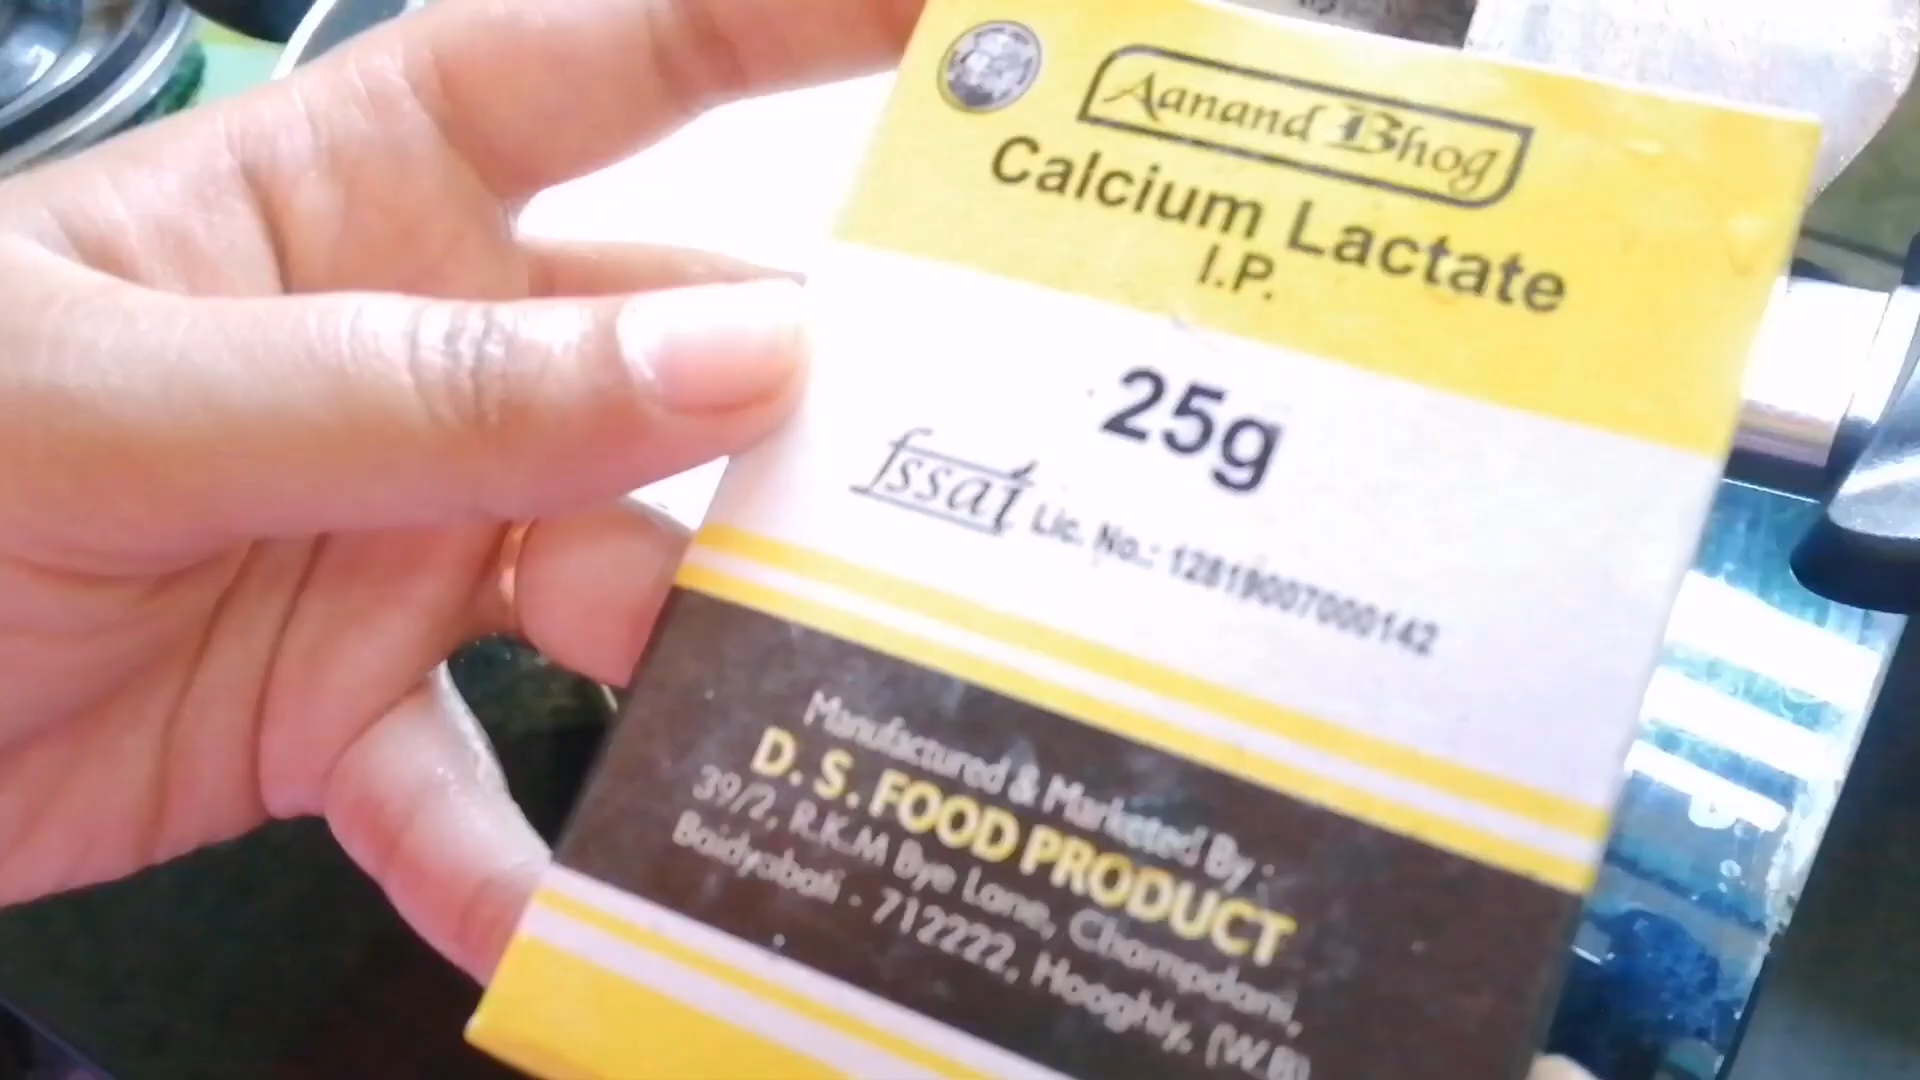 Aanand Bhog
Calcium Lactate
I.P.
25g
fssai Lic. No.: 12819007000142
Manufactured & Marketed By :
D. S. FOOD PRODUCT
39/2, R.K.M Bye Lane, Champdani,
Baidyabati - 712222, Hooghly, (W.B)